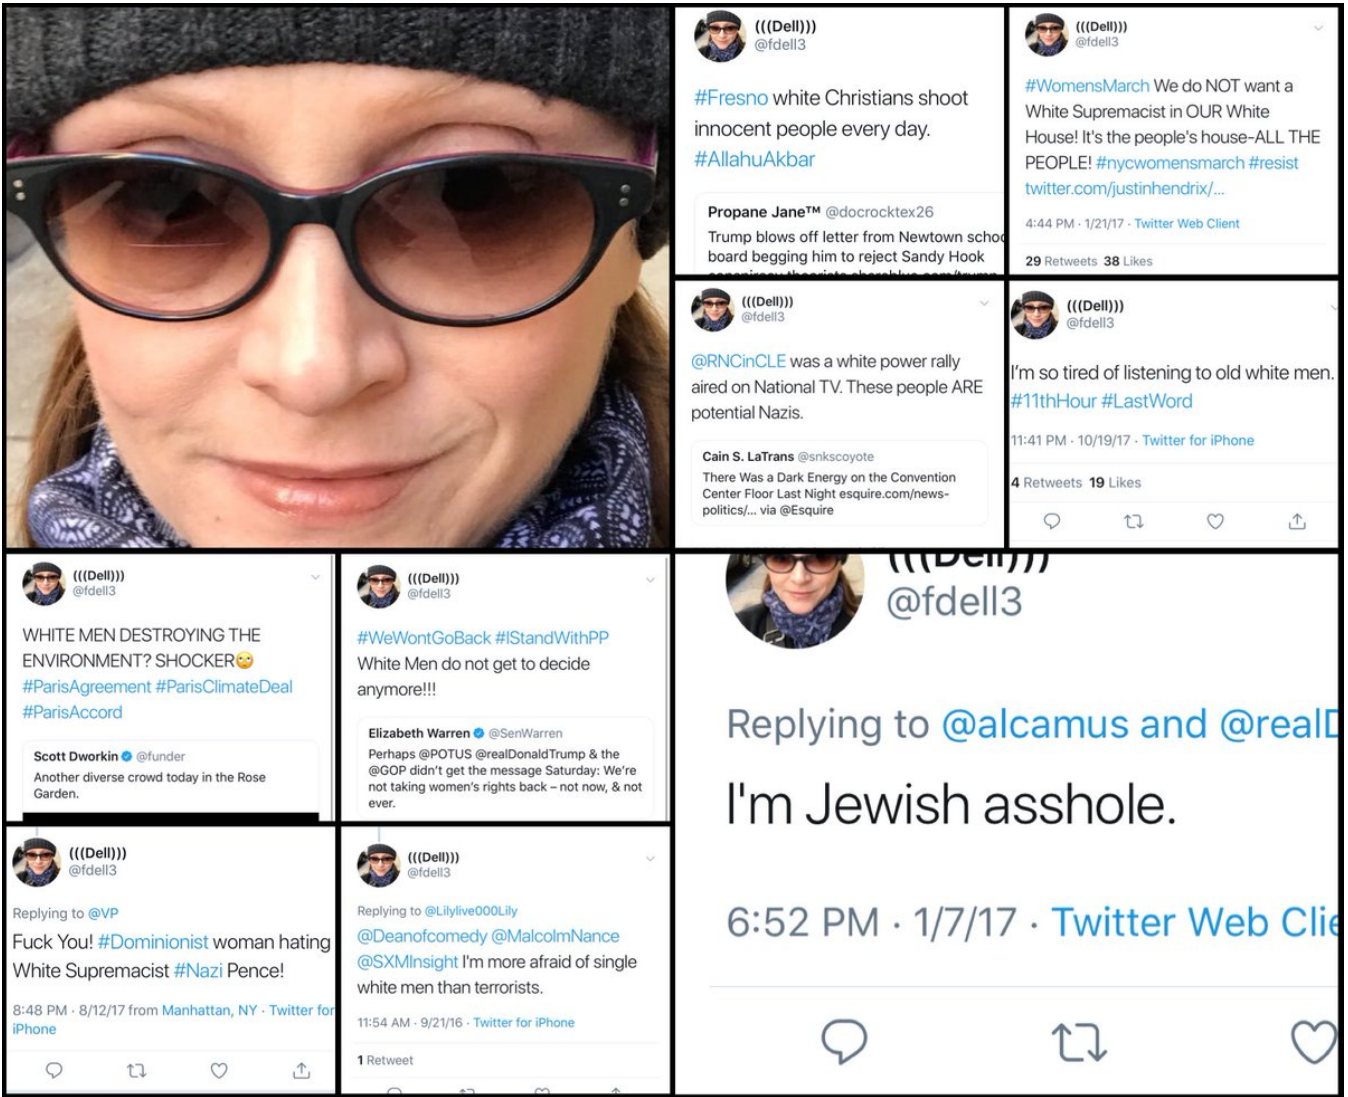 (((Dell)))
@fdell3
#Fresno white Christians shoot
innocent people every day.
#AllahuAkbar
Propane Jane™ @docrocktex26
Trump blows off letter from Newtown schoo
board begging him to reject Sandy Hook
conspiracy theorists shareblue.com/trump
(((Dell)))
@fdell3
#WomensMarch We do NOT want a
White Supremacist in OUR White
House! It's the people's house-ALL THE
PEOPLE! #nycwomensmarch #resist
twitter.com/justinhendrix/...
4:44 PM · 1/21/17 · Twitter Web Client
29 Retweets 38 Likes
(((Dell)))
@fdell3
@RNCinCLE was a white power rally
aired on National TV. These people ARE
potential Nazis.
Cain S. LaTrans @snkscoyote
There Was a Dark Energy on the Convention
Center Floor Last Night esquire.com/news-
politics/... via @Esquire
(((Dell)))
@fdell3
I'm so tired of listening to old white men.
#11thHour #LastWord
11:41 PM · 10/19/17 · Twitter for iPhone
4 Retweets 19 Likes
(((Dell)))
@fdell3
WHITE MEN DESTROYING THE
ENVIRONMENT? SHOCKER🙄
#ParisAgreement #ParisClimateDeal
#ParisAccord
Scott Dworkin @funder
Another diverse crowd today in the Rose
Garden.
(((Dell)))
@fdell3
#WeWontGoBack #IStandWithPP
White Men do not get to decide
anymore!!!
Elizabeth Warren @SenWarren
Perhaps @POTUS @realDonaldTrump & the
@GOP didn't get the message Saturday: We're
not taking women's rights back – not now, & not
ever.
(((Dell)))
@fdell3
Replying to @alcamus and @realD
I'm Jewish asshole.
6:52 PM · 1/7/17 · Twitter Web Clie
(((Dell)))
@fdell3
Replying to @VP
Fuck You! #Dominionist woman hating
White Supremacist #Nazi Pence!
8:48 PM · 8/12/17 from Manhattan, NY · Twitter for
iPhone
(((Dell)))
@fdell3
Replying to @Lilylive000Lily
@Deanofcomedy @MalcolmNance
@SXMInsight I'm more afraid of single
white men than terrorists.
11:54 AM · 9/21/16 · Twitter for iPhone
1 Retweet